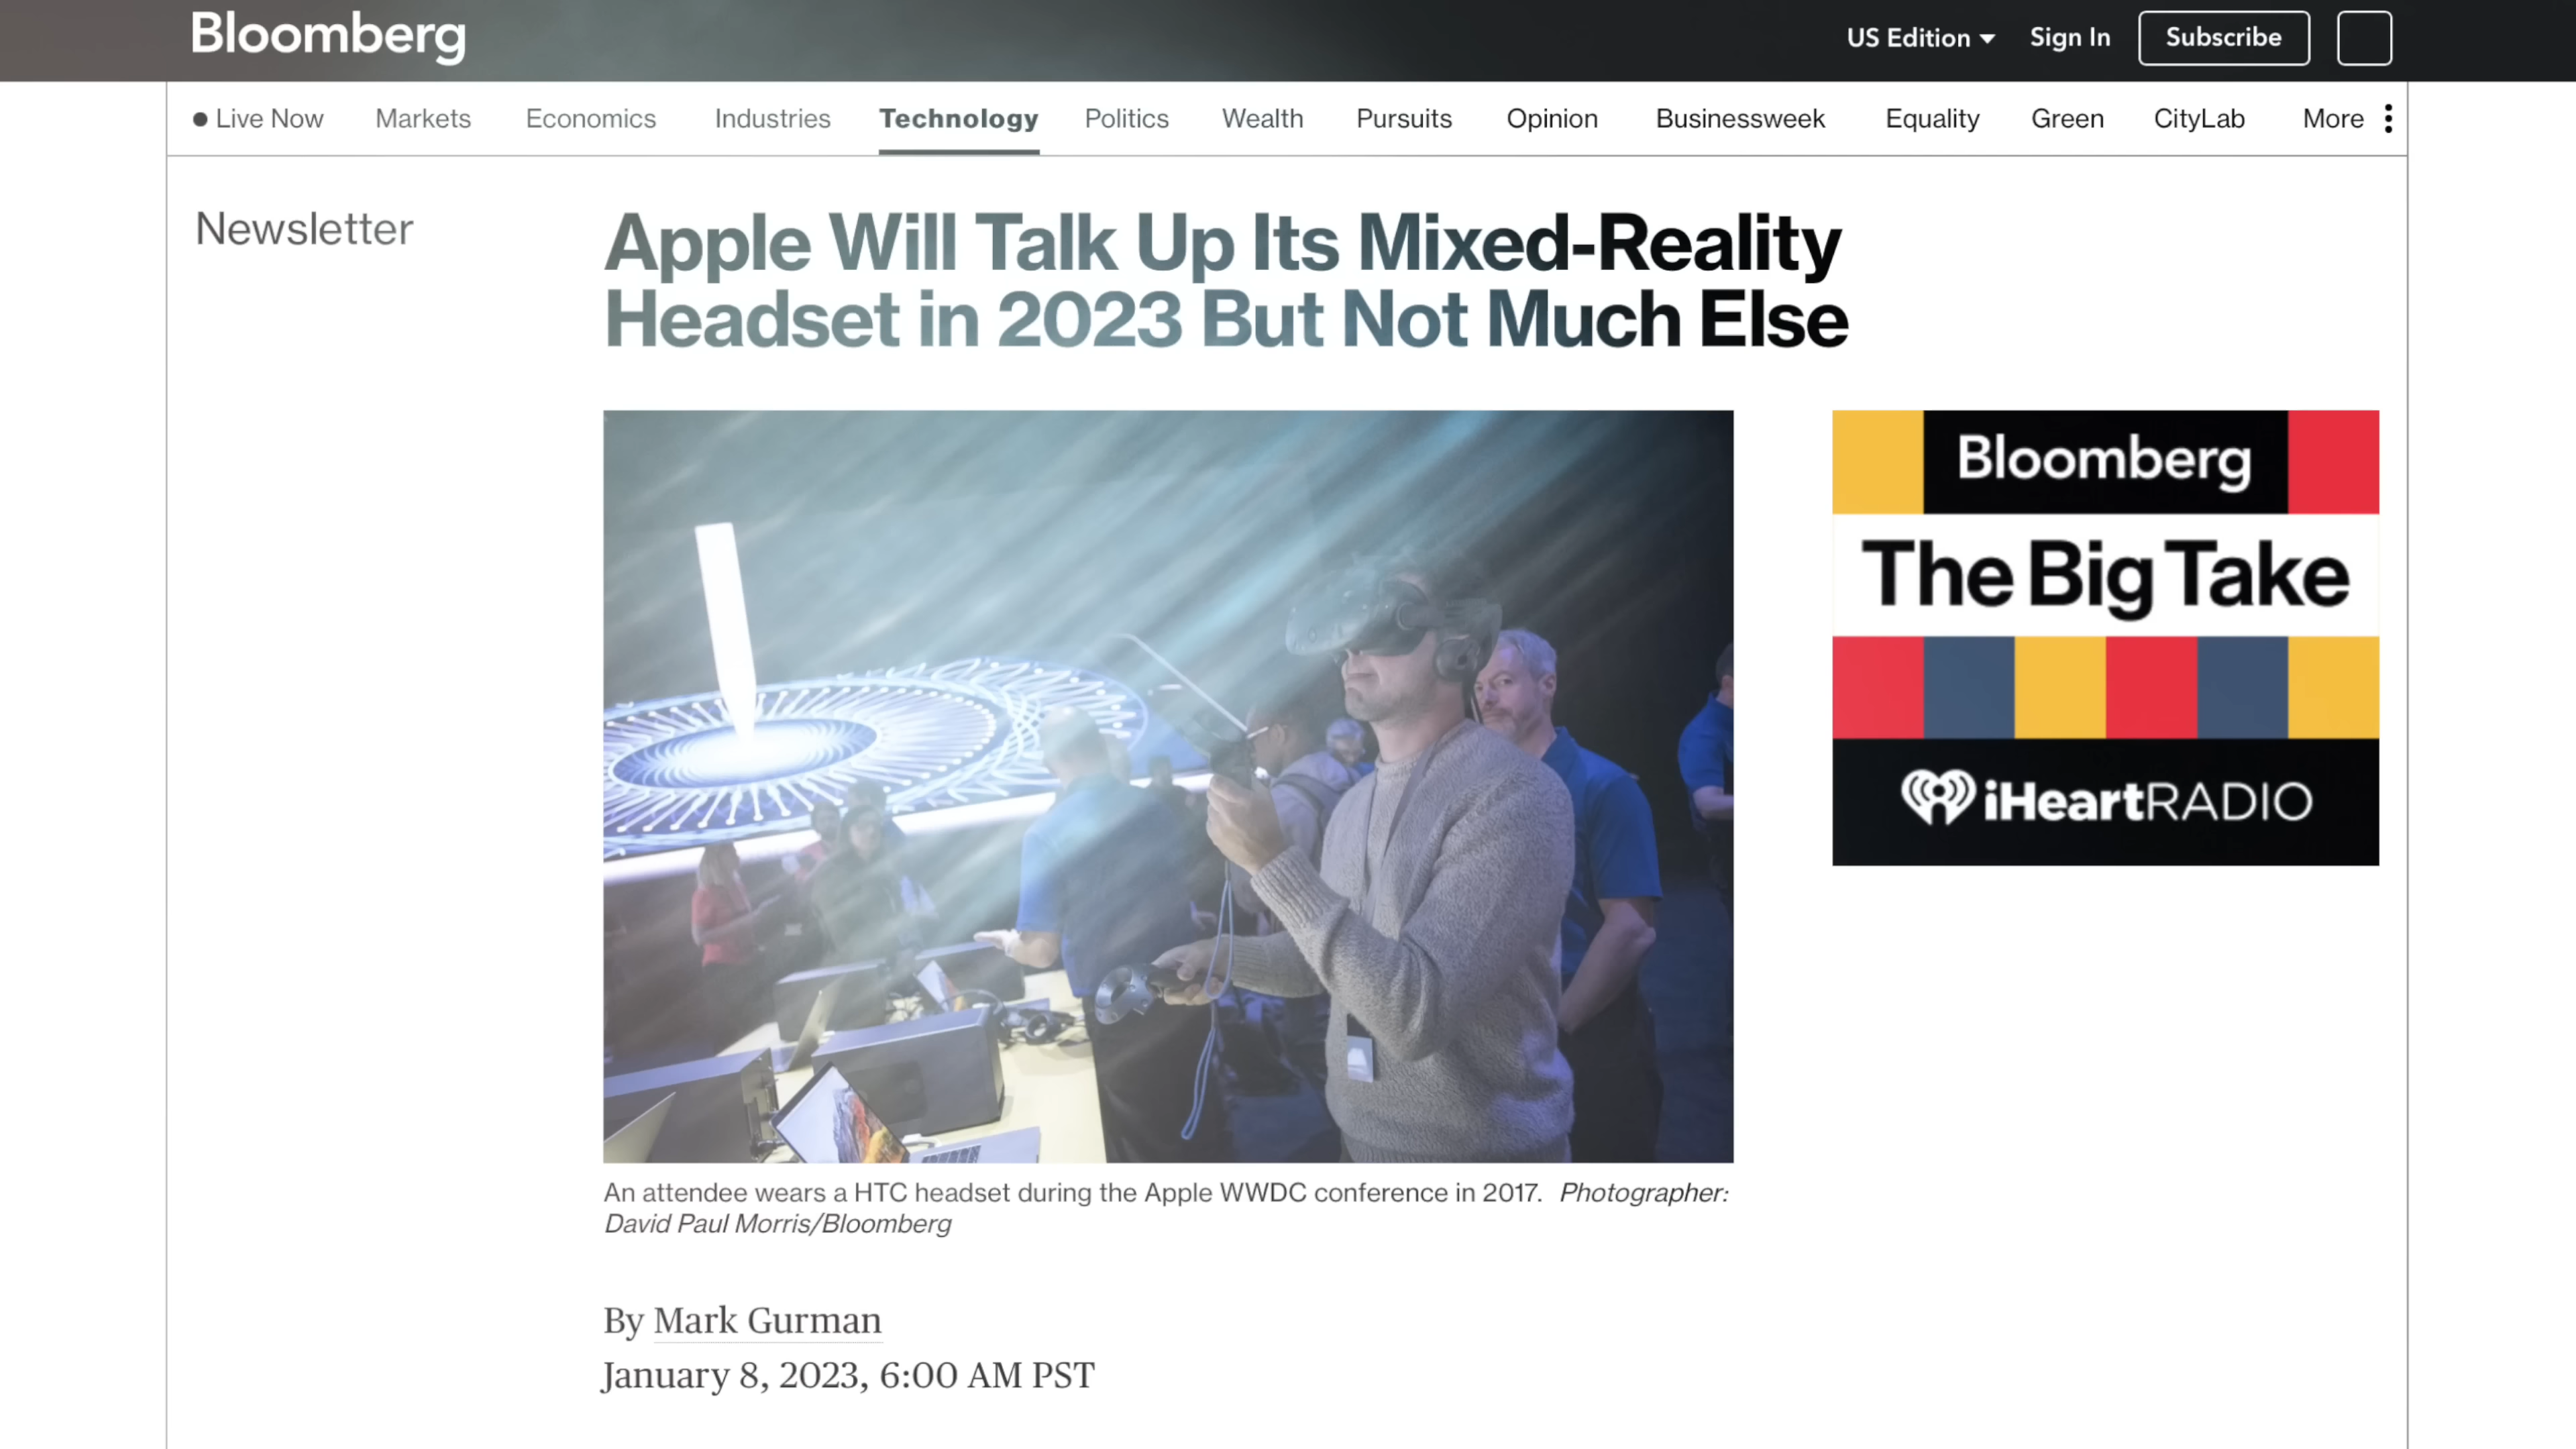 Bloomberg
US Edition
Sign In
Subscribe
Live Now
Markets
Economics
Industries
Technology
Politics
Wealth
Pursuits
Opinion
Businessweek
Equality
Green
CityLab
More
Newsletter
Apple Will Talk Up Its Mixed-Reality
Headset in 2023 But Not Much Else
Bloomberg
The Big Take
iHeartRADIO
An attendee wears a HTC headset during the Apple WWDC conference in 2017. Photographer:
David Paul Morris/Bloomberg
By Mark Gurman
January 8, 2023, 6:00 AM PST